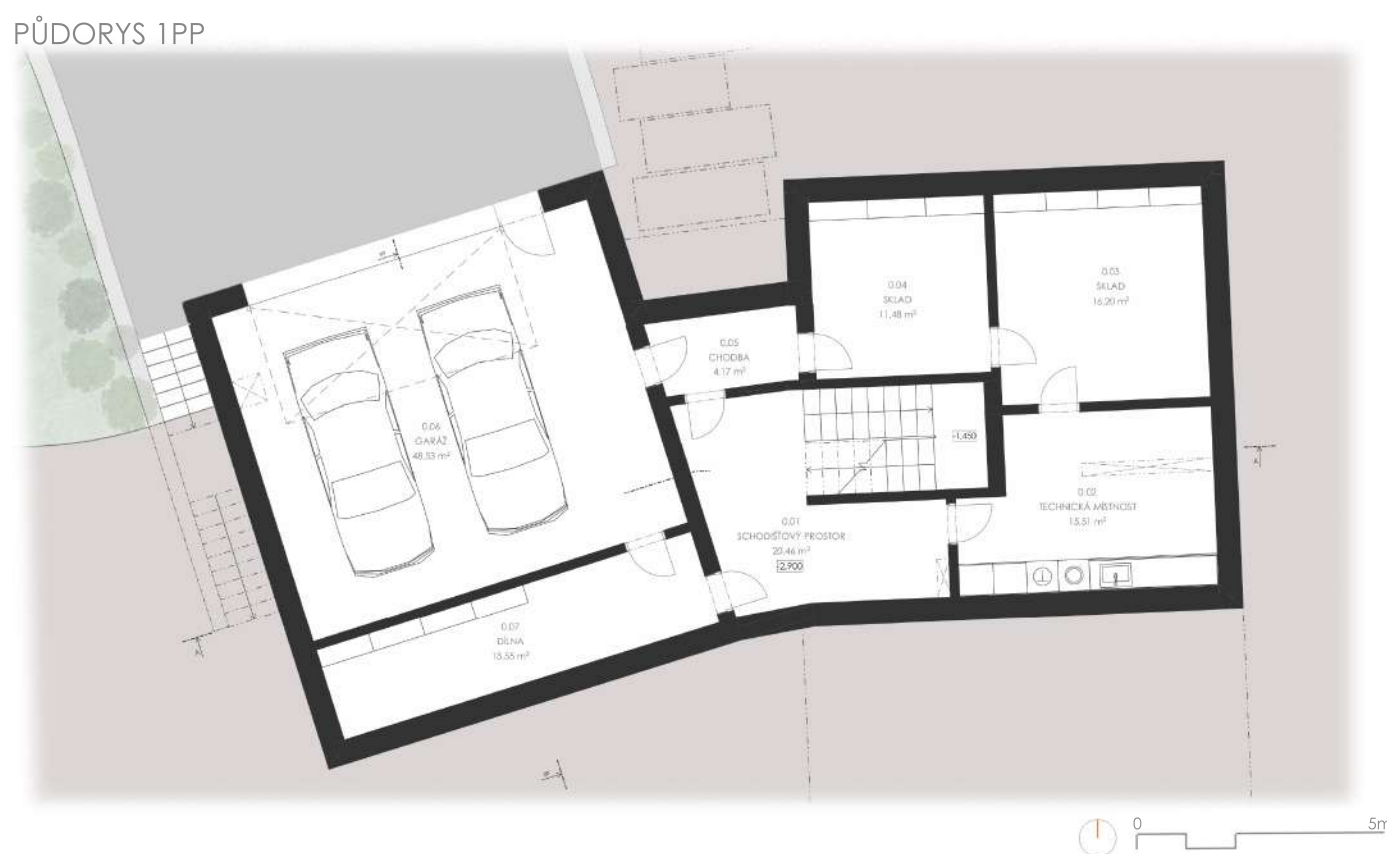 PŮDORYS 1PP
0.03
SKLAD
16.20 m²
0.04
SKLAD
11.48 m²
0.05
CHODBA
4.17 m²
0.06
GARÁŽ
48.53 m²
-1,450
0.02
TECHNICKÁ MÍSTNOST
15.51 m²
0.01
SCHODIŠŤOVÝ PROSTOR
20.46 m²
-2,900
0.07
DÍLNA
13.55 m²
A
A
0
5m